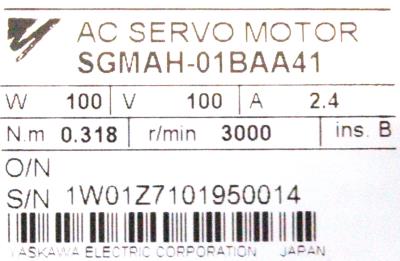 AC SERVO MOTOR
SGMAH-01BAA41
W 100 V 100 A 2.4
N.m 0.318 r/min 3000 ins. B
O/N
S/N 1W01Z7101950014
YASKAWA ELECTRIC CORPORATION JAPAN